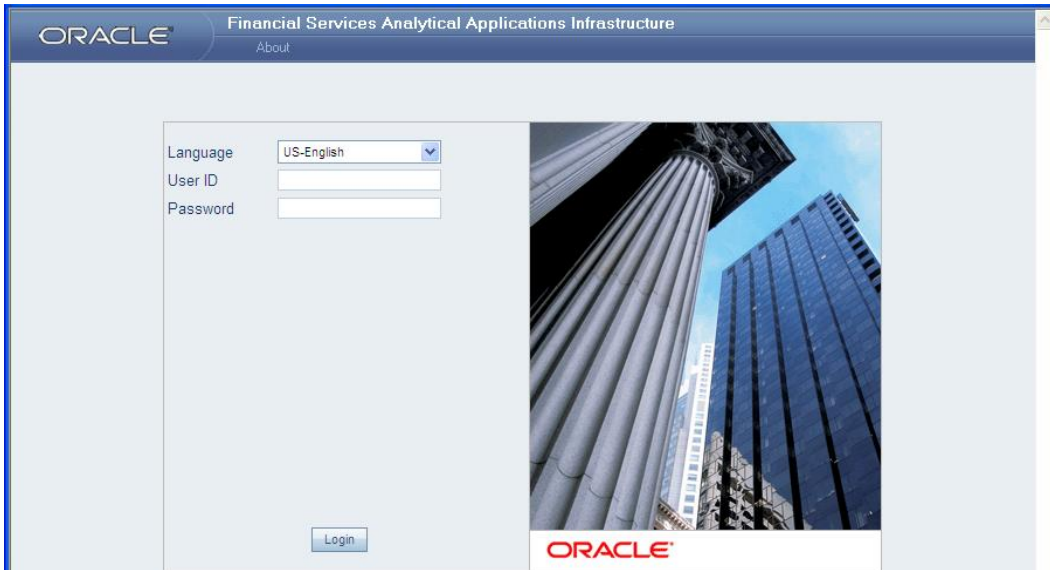 ORACLE
Financial Services Analytical Applications Infrastructure
About
Language
US-English
User ID
Password
Login
ORACLE